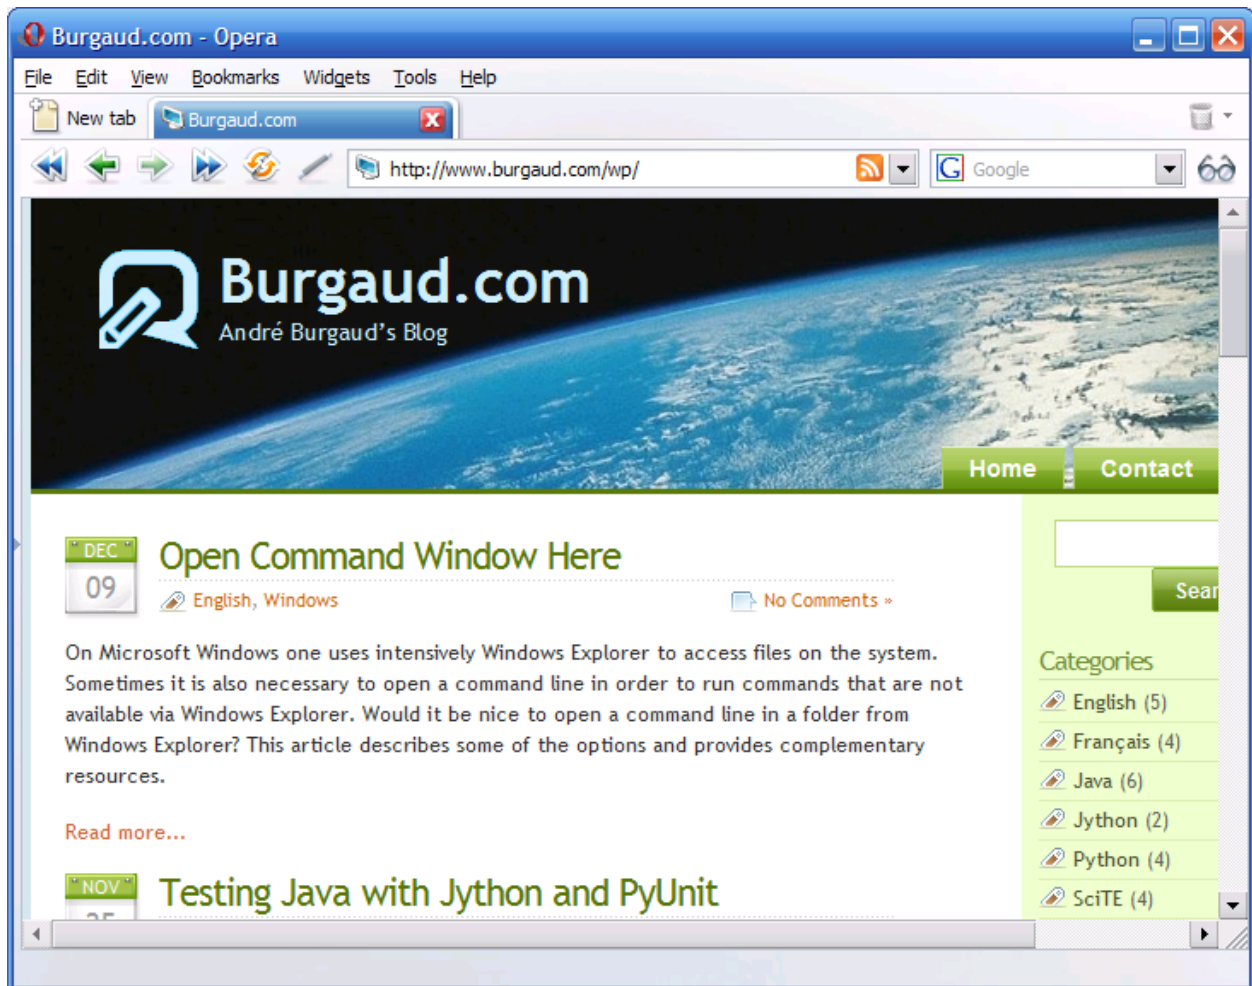 Burgaud.com - Opera
File Edit View Bookmarks Widgets Tools Help
New tab Burgaud.com
http://www.burgaud.com/wp/ G Google
Burgaud.com
André Burgaud's Blog
Home Contact
DEC
09
Open Command Window Here
English, Windows No Comments »
On Microsoft Windows one uses intensively Windows Explorer to access files on the system.
Sometimes it is also necessary to open a command line in order to run commands that are not
available via Windows Explorer. Would it be nice to open a command line in a folder from
Windows Explorer? This article describes some of the options and provides complementary
resources.
Read more...
NOV
Testing Java with Jython and PyUnit
Sear
Categories
English (5)
Français (4)
Java (6)
Jython (2)
Python (4)
SciTE (4)